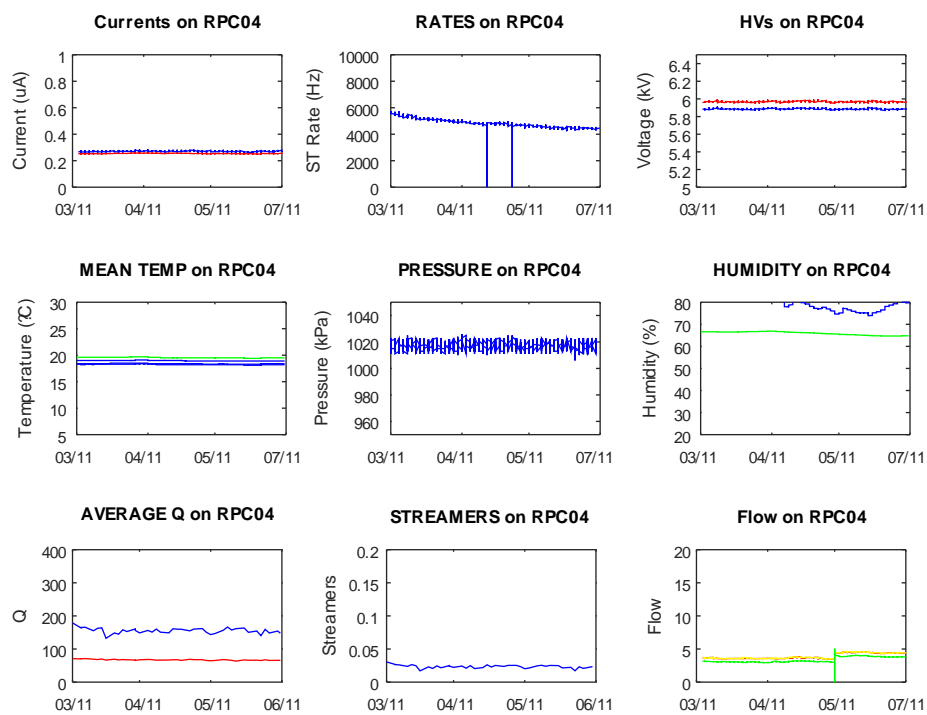 Currents on RPC04
Current (uA)
1
0.8
0.6
0.4
0.2
0
03/11 04/11 05/11 07/11
RATES on RPC04
ST Rate (Hz)
10000
8000
6000
4000
2000
0
03/11 04/11 05/11 07/11
HVs on RPC04
Voltage (kV)
6.4
6.2
6
5.8
5.6
5.4
5.2
5
03/11 04/11 05/11 07/11
MEAN TEMP on RPC04
Temperature (?C)
30
25
20
15
10
5
03/11 04/11 05/11 07/11
PRESSURE on RPC04
Pressure (kPa)
1040
1020
1000
980
960
03/11 04/11 05/11 07/11
HUMIDITY on RPC04
Humidity (%)
80
70
60
50
40
30
20
03/11 04/11 05/11 07/11
AVERAGE Q on RPC04
Q
400
300
200
100
0
03/11 04/11 05/11 06/11
STREAMERS on RPC04
Streamers
0.2
0.15
0.1
0.05
0
03/11 04/11 05/11 06/11
Flow on RPC04
Flow
20
15
10
5
0
03/11 04/11 05/11 07/11